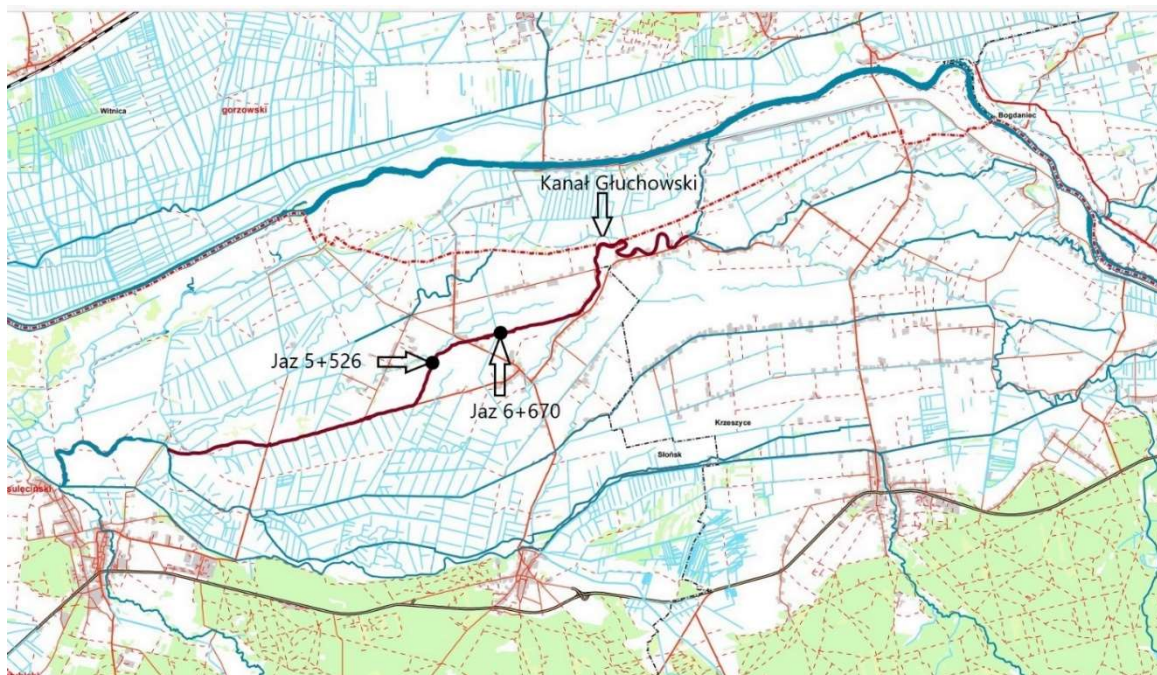 Witnica
gorzowski
Bogdaniec
Kanał Głuchowski
Jaz 5+526
Jaz 6+670
Krzeszyce
Słońsk
sulęciński